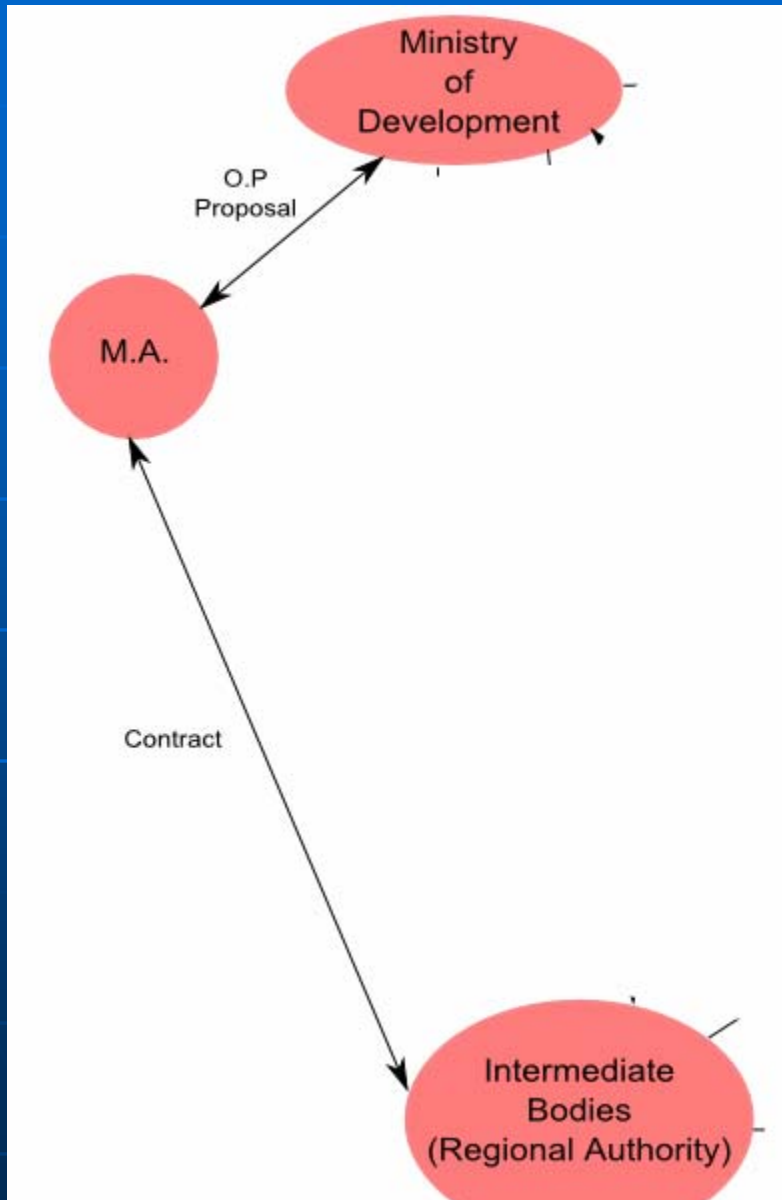 Ministry
of
Development
O.P
Proposal
M.A.
Contract
Intermediate
Bodies
(Regional Authority)